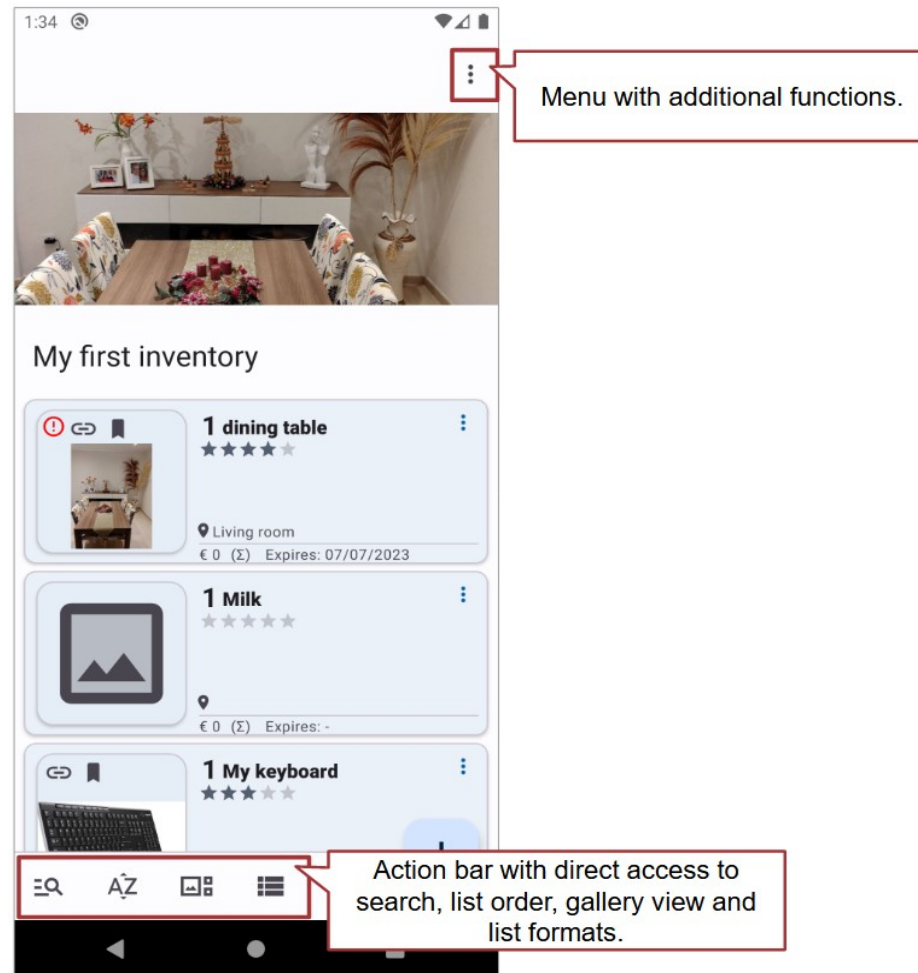 1:34
Menu with additional functions.
My first inventory
1 dining table
Living room
€ 0 (Σ) Expires: 07/07/2023
1 Milk
€ 0 (Σ) Expires: -
1 My keyboard
AZ
Action bar with direct access to
search, list order, gallery view and
list formats.